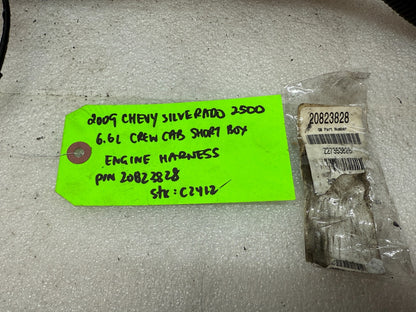 2009 CHEVY SILVERADO 2500
6.6L CREW CAB SHORT BOX
ENGINE HARNESS
P/N 20823828
STK: C2412
20823828
GM Part Number